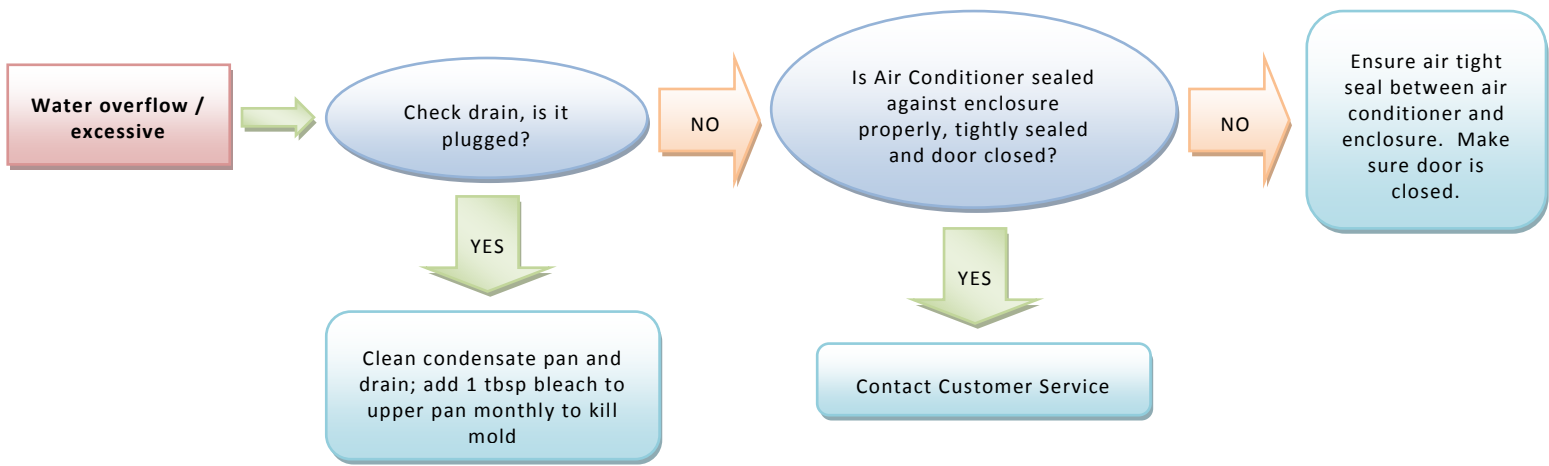 Water overflow /
excessive
Check drain, is it
plugged?
NO
Is Air Conditioner sealed
against enclosure
properly, tightly sealed
and door closed?
NO
Ensure air tight
seal between air
conditioner and
enclosure.  Make
sure door is
closed.
YES
Clean condensate pan and
drain; add 1 tbsp bleach to
upper pan monthly to kill
mold
YES
Contact Customer Service